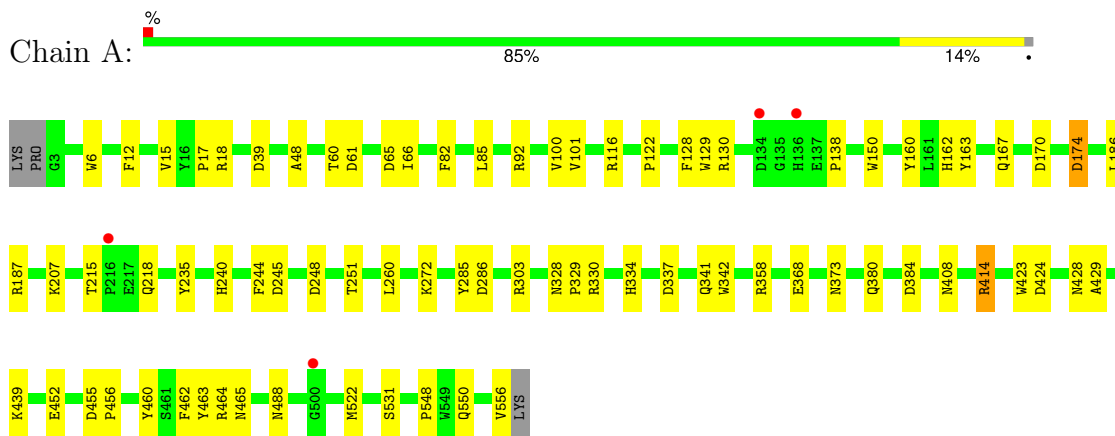 %
Chain A:
85% 14% •
LYS PRO G3 W6 F12 V15 Y16 P17 R18 D39 A48 T60 D61 D65 I66 F82 L85 R92 V100 V101 R116 P122 F128 W129 R130 D134 G135 H136 E137 P138 W150 Y160 L161 H162 Y163 Q167 D170 D174 L186
R187 K207 T215 P216 E217 Q218 Y235 H240 F244 D245 D248 T251 L260 K272 Y285 D286 R303 N328 P329 R330 H334 D337 Q341 W342 R358 E368 N373 Q380 D384 N408 R414 W423 D424 N428 A429
K439 E452 D455 P456 Y460 S461 F462 Y463 R464 N465 N488 G500 M522 S531 P548 W549 Q550 V556 LYS